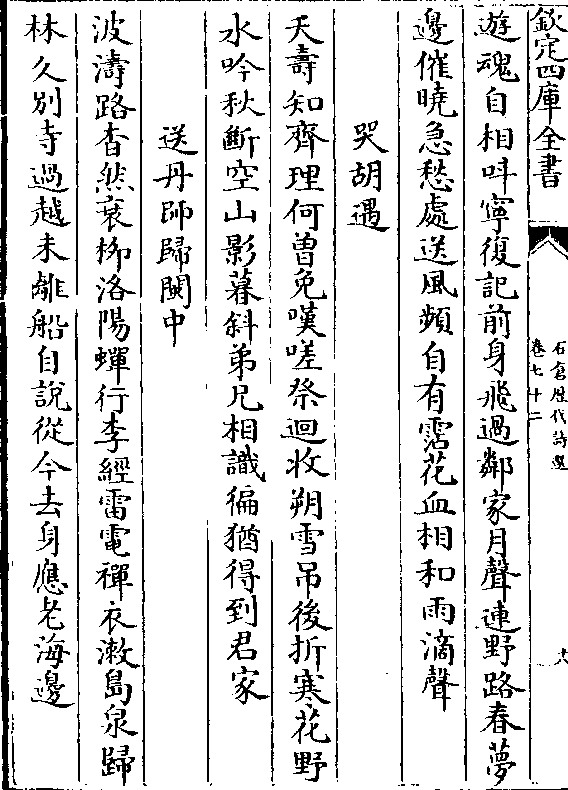 欽定四庫全書
石倉歷代詩選
卷七十二
十八
遊魂自相呌寧復記前身飛過鄰家月聲連野路春夢
邊催曉急愁處送風頻自有霑花血相和雨滴聲
哭胡遇
夭壽知齊理何曾免嘆嗟祭迴收朔雪吊後折寒花野
水吟秋斷空山影暮斜弟兄相識徧猶得到君家
送丹師歸閩中
波濤路杳然衰栁洛陽蟬行李經雷電禪衣漱島泉歸
林久別寺過越未離船自說從今去身應老海邊